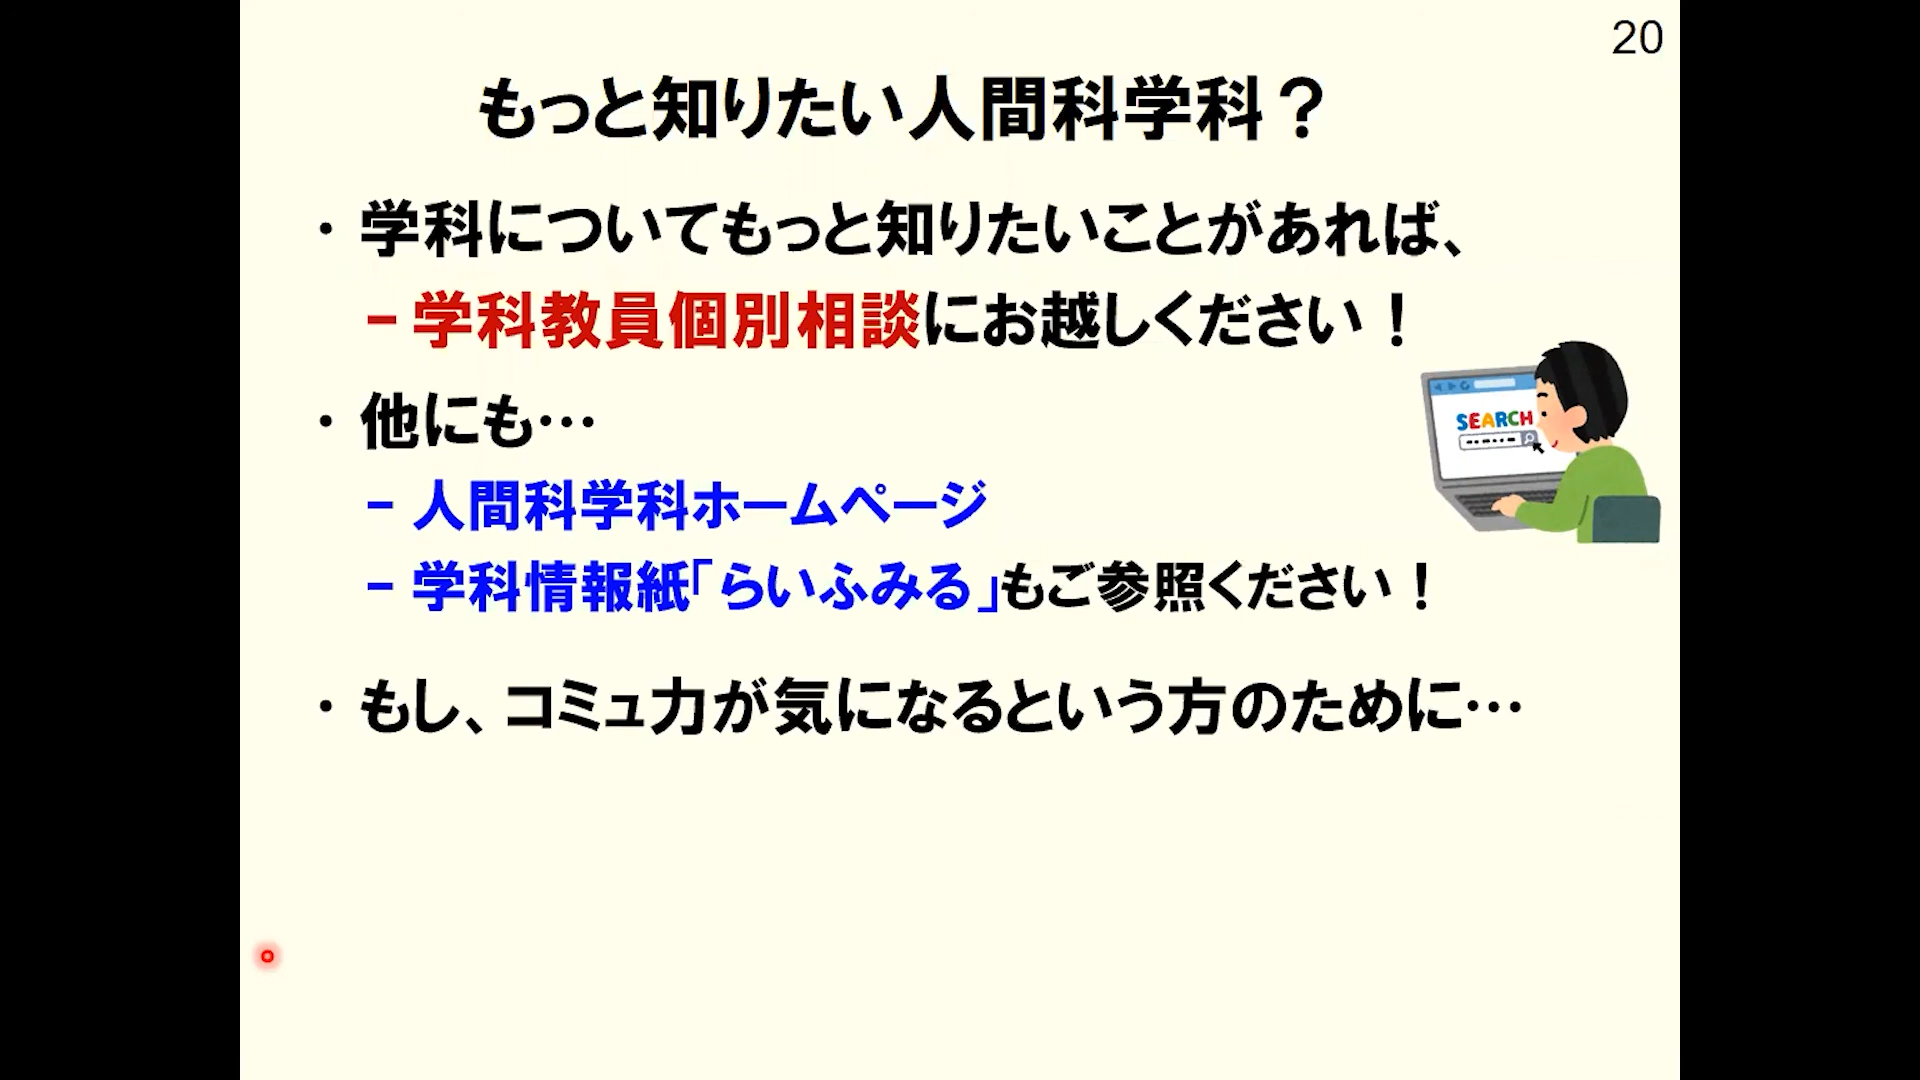 20
もっと知りたい人間科学科？
・学科についてもっと知りたいことがあれば、
－学科教員個別相談にお越しください！
・他にも…
－人間科学科ホームページ
SEARCH
－学科情報紙「らいふみる」もご参照ください！
・もし、コミュ力が気になるという方のために…